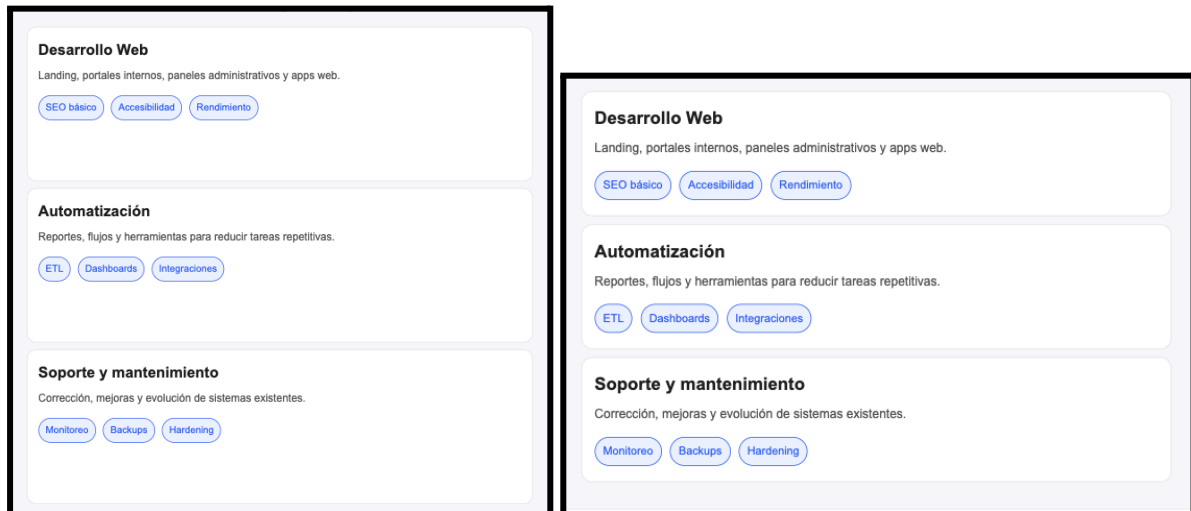 Desarrollo Web
Landing, portales internos, paneles administrativos y apps web.
SEO básico Accesibilidad Rendimiento
Automatización
Reportes, flujos y herramientas para reducir tareas repetitivas.
ETL Dashboards Integraciones
Soporte y mantenimiento
Corrección, mejoras y evolución de sistemas existentes.
Monitoreo Backups Hardening
Desarrollo Web
Landing, portales internos, paneles administrativos y apps web.
SEO básico Accesibilidad Rendimiento
Automatización
Reportes, flujos y herramientas para reducir tareas repetitivas.
ETL Dashboards Integraciones
Soporte y mantenimiento
Corrección, mejoras y evolución de sistemas existentes.
Monitoreo Backups Hardening